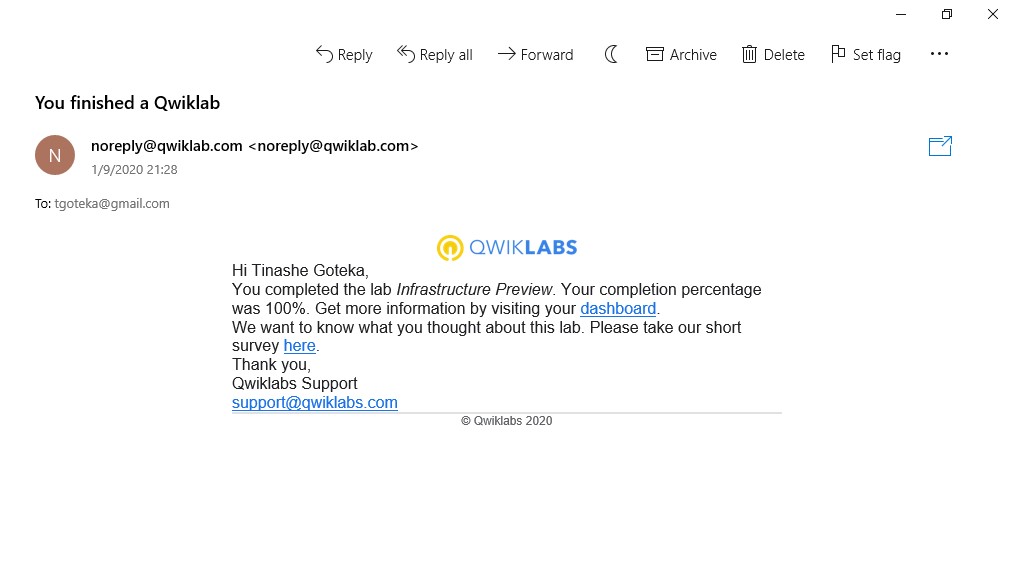 Reply
Reply all
Forward
Archive
Delete
Set flag
You finished a Qwiklab
N
noreply@qwiklab.com <noreply@qwiklab.com>
1/9/2020 21:28
To: tgoteka@gmail.com
QWIKLABS
Hi Tinashe Goteka,
You completed the lab Infrastructure Preview. Your completion percentage
was 100%. Get more information by visiting your dashboard.
We want to know what you thought about this lab. Please take our short
survey here.
Thank you,
Qwiklabs Support
support@qwiklabs.com
© Qwiklabs 2020